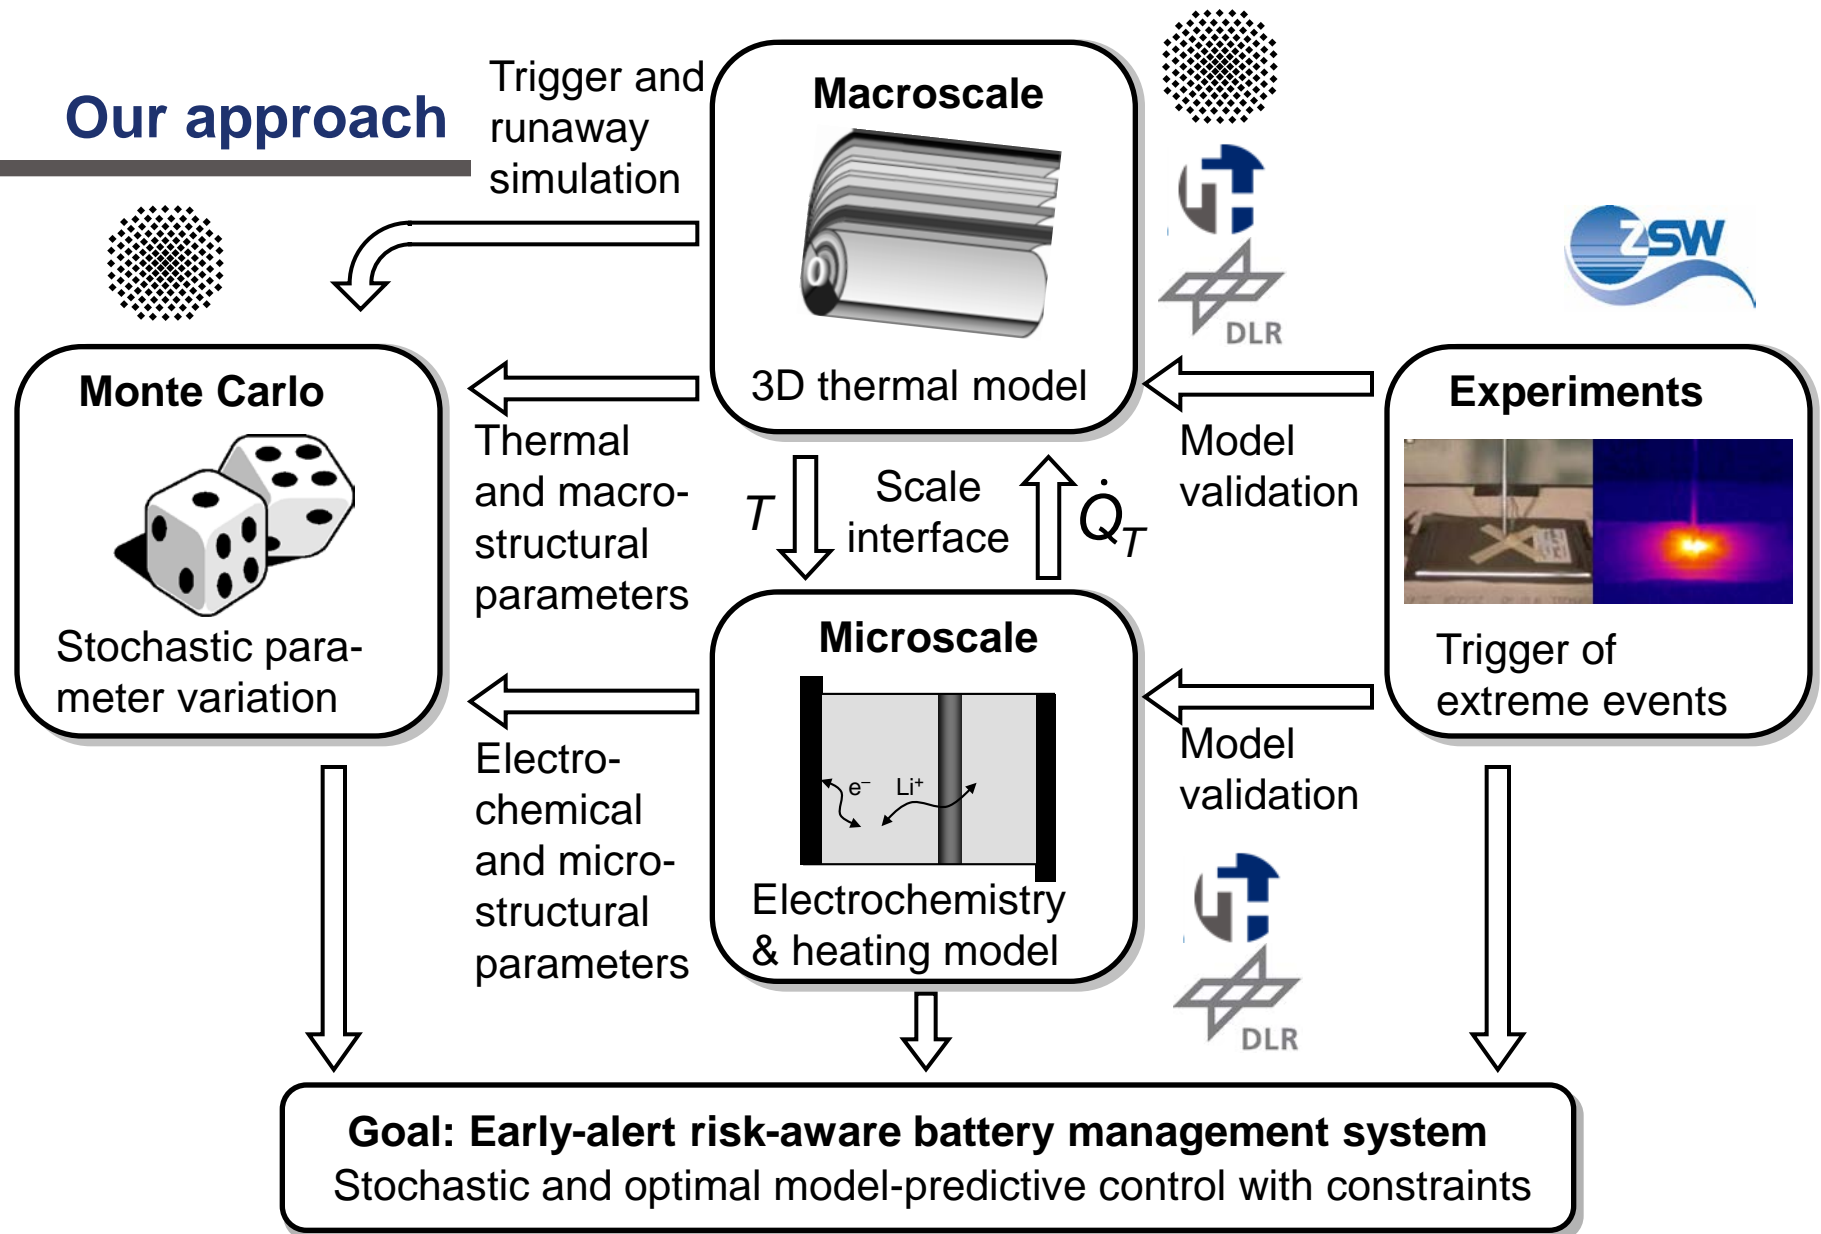 Our approach
Trigger and
runaway
simulation
Macroscale
3D thermal model
DLR
ZSW
Monte Carlo
Stochastic para-
meter variation
Thermal
and macro-
structural
parameters
T
Scale
interface
Q̇_T
Model
validation
Experiments
Trigger of
extreme events
Microscale
e⁻
Li⁺
Electrochemistry
& heating model
Electro-
chemical
and micro-
structural
parameters
Model
validation
DLR
Goal: Early-alert risk-aware battery management system
Stochastic and optimal model-predictive control with constraints